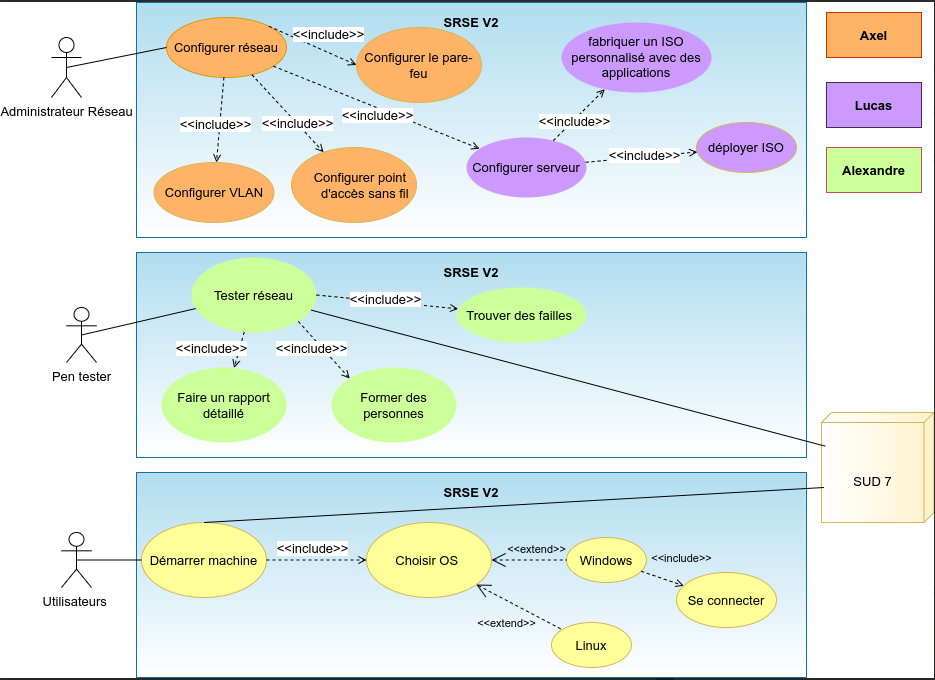 SRSE V2
Administrateur Réseau
Configurer réseau
<<include>>
Configurer le pare-
feu
<<include>>
<<include>>
<<include>>
Configurer VLAN
Configurer point
d'accès sans fil
fabriquer un ISO
personnalisé avec des
applications
<<include>>
Configurer serveur
<<include>>
déployer ISO
Axel
Lucas
Alexandre
SRSE V2
Pen tester
Tester réseau
<<include>>
Trouver des failles
<<include>>
<<include>>
Faire un rapport
détaillé
Former des
personnes
SUD 7
SRSE V2
Utilisateurs
Démarrer machine
<<include>>
Choisir OS
<<extend>>
Windows
<<include>>
Se connecter
<<extend>>
Linux